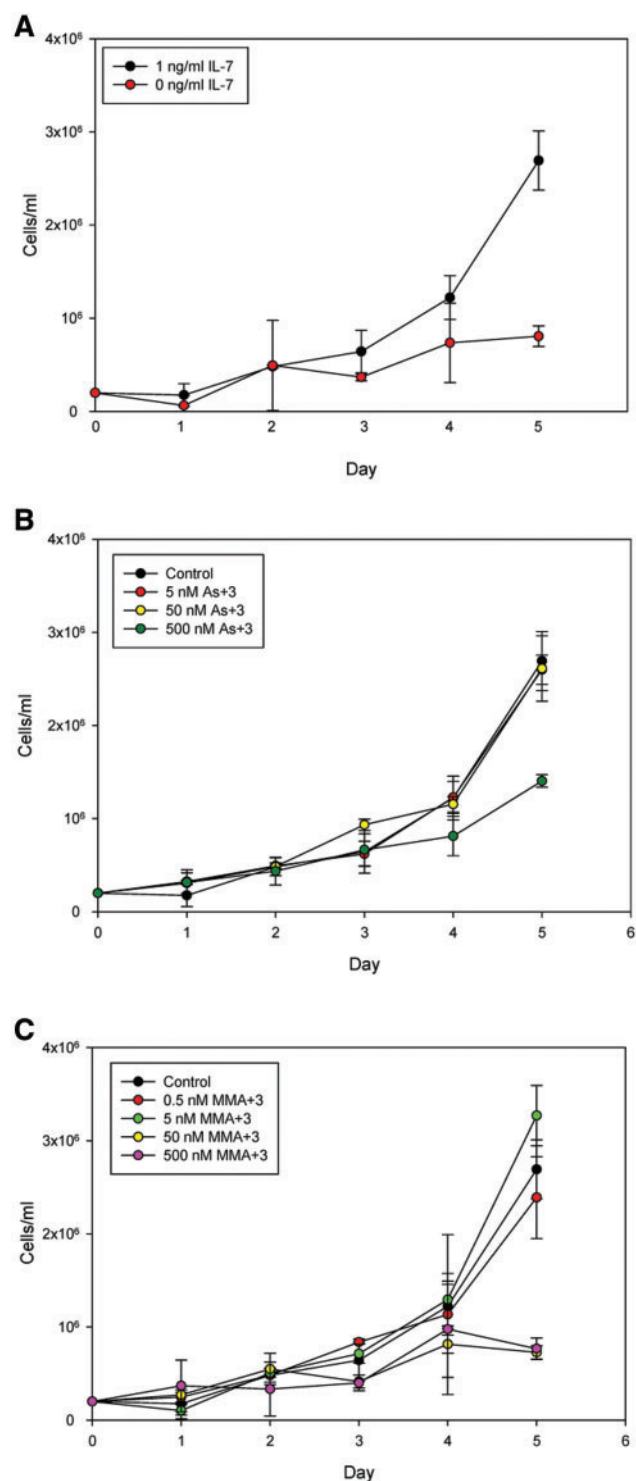 A
4x10⁶
1 ng/ml IL-7
0 ng/ml IL-7
3x10⁶
Cells/ml
2x10⁶
10⁶
0
0 1 2 3 4 5
Day
B
4x10⁶
Control
5 nM As+3
50 nM As+3
500 nM As+3
3x10⁶
Cells/ml
2x10⁶
10⁶
0
0 1 2 3 4 5 6
Day
C
4x10⁶
Control
0.5 nM MMA+3
5 nM MMA+3
50 nM MMA+3
500 nM MMA+3
3x10⁶
Cells/ml
2x10⁶
10⁶
0
0 1 2 3 4 5 6
Day